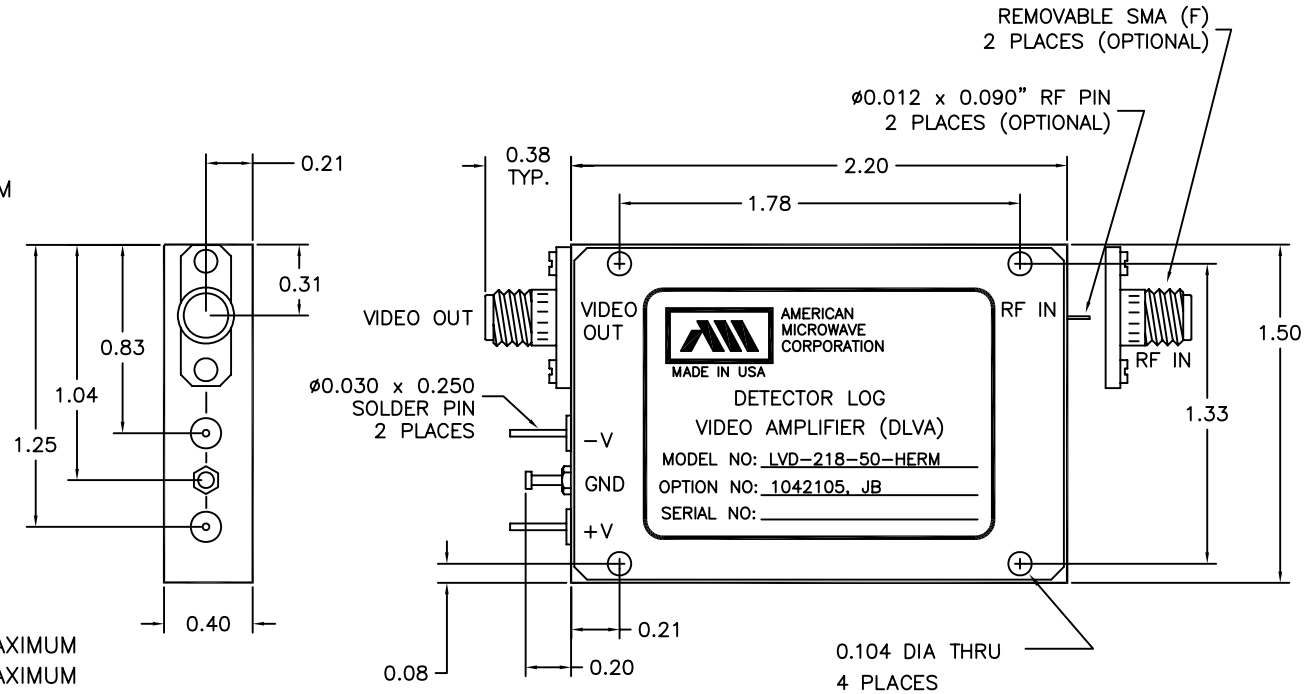 REMOVABLE SMA (F)
2 PLACES (OPTIONAL)
ø0.012 x 0.090” RF PIN
2 PLACES (OPTIONAL)
0.21
0.38
TYP.
2.20
M
1.78
0.31
VIDEO OUT
VIDEO
OUT
AMERICAN
MICROWAVE
CORPORATION
MADE IN USA
RF IN
RF IN
1.50
0.83
1.04
1.25
ø0.030 x 0.250
SOLDER PIN
2 PLACES
DETECTOR LOG
VIDEO AMPLIFIER (DLVA)
1.33
–V
MODEL NO: LVD–218–50–HERM
GND
OPTION NO: 1042105, JB
+V
SERIAL NO:
0.40
AXIMUM
AXIMUM
0.08
0.21
0.20
0.104 DIA THRU
4 PLACES